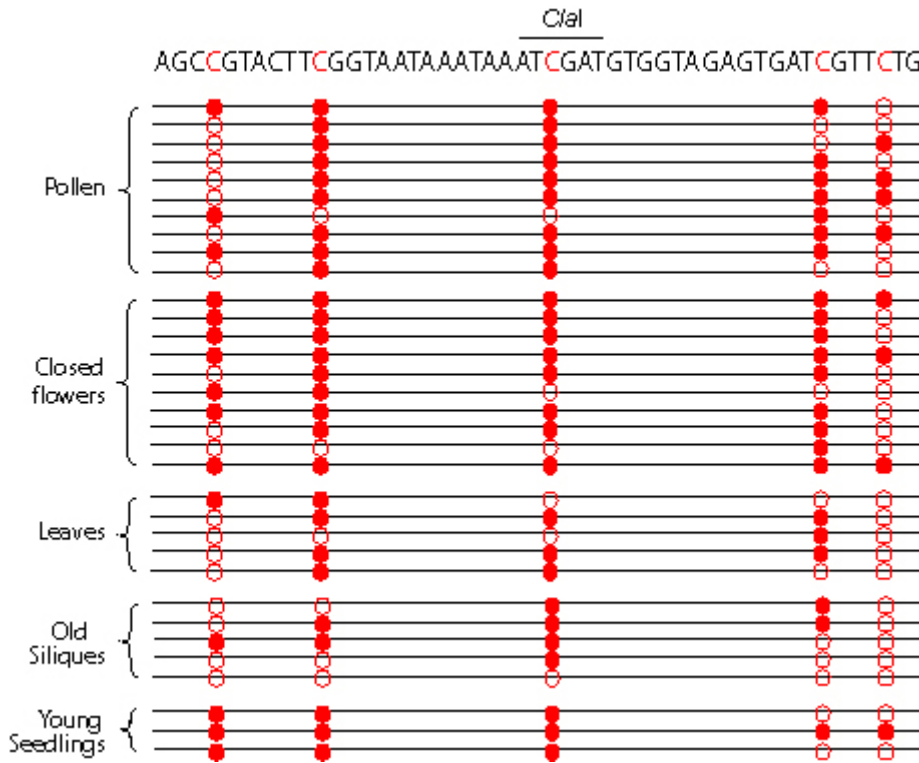 ClaI
AGCCGTACTTCGGTAATAAATAAATCGATGTGGTAGAGTGATCGTTCTG
Pollen
Closed
flowers
Leaves
Old
Siliques
Young
Seedlings